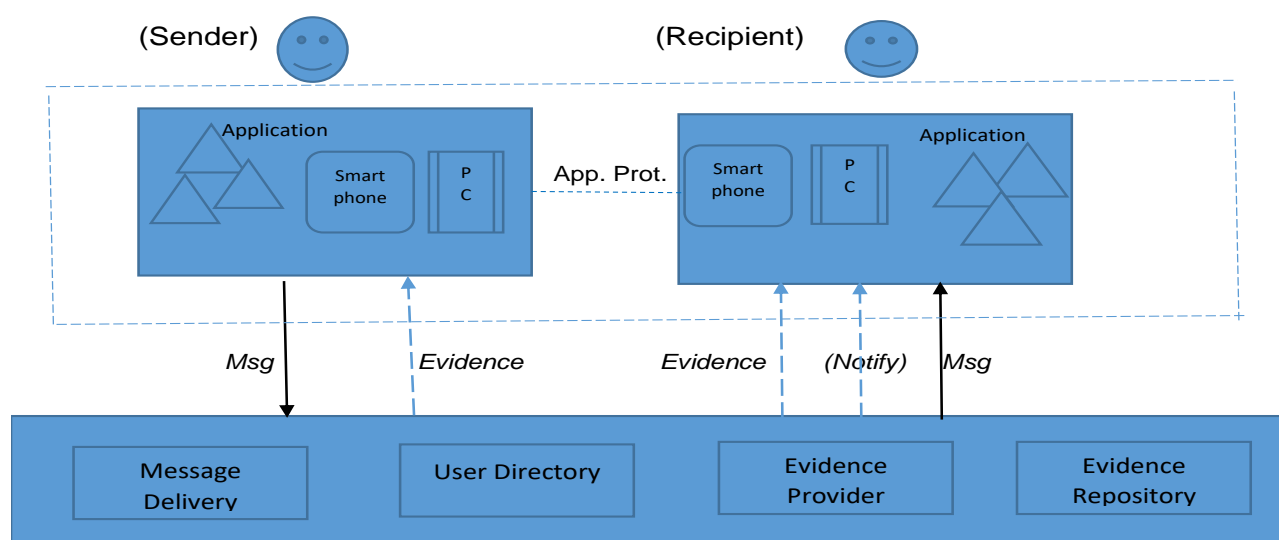 (Sender)
(Recipient)
Application
Smart
phone
P
C
App. Prot.
Smart
phone
P
C
Application
Msg
Evidence
Evidence
(Notify)
Msg
Message
Delivery
User Directory
Evidence
Provider
Evidence
Repository